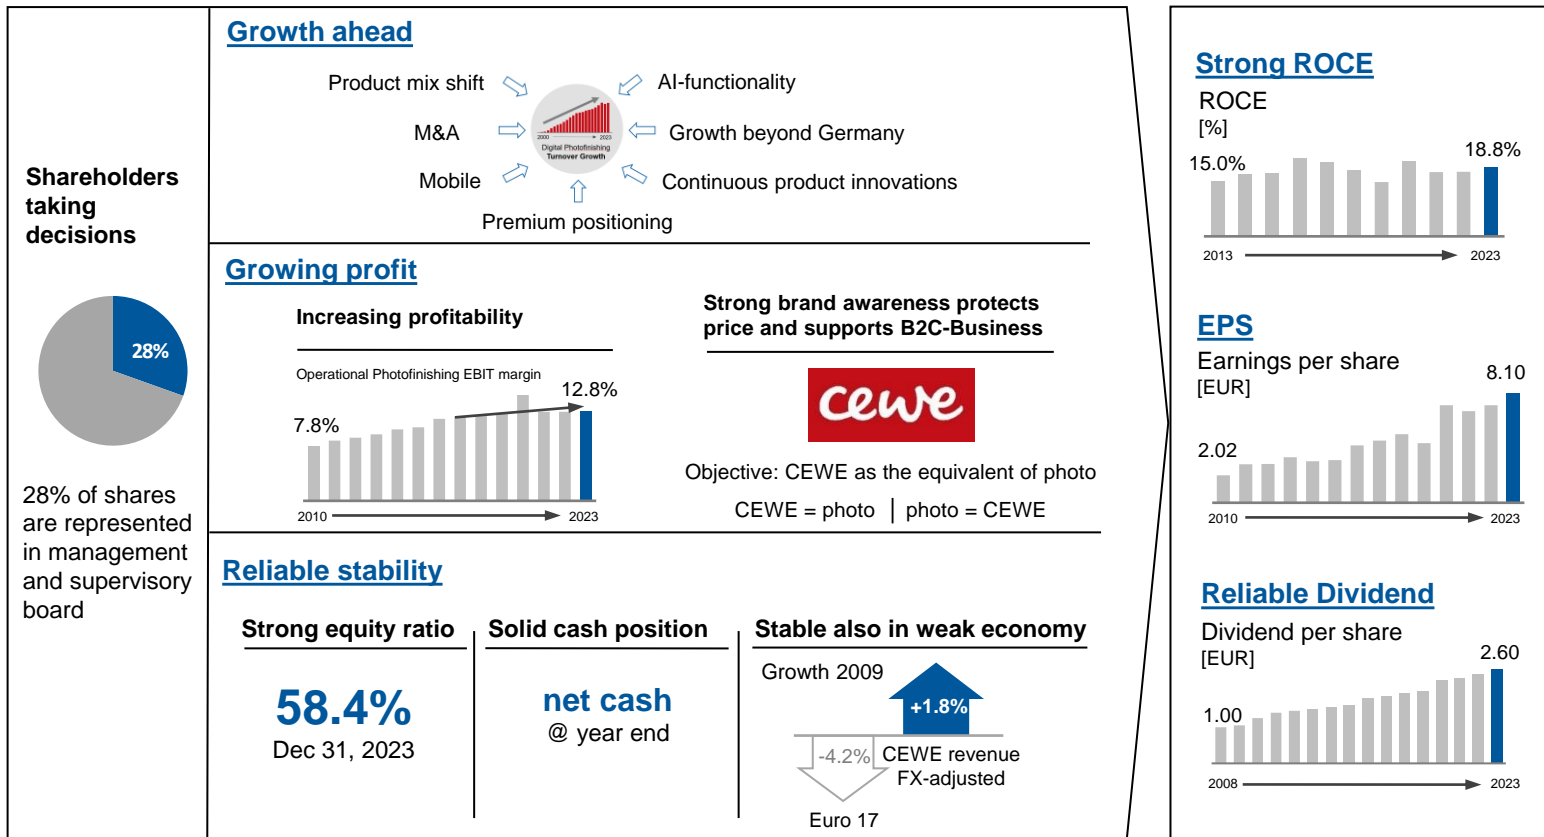 Shareholders
taking
decisions
28%
28% of shares
are represented
in management
and supervisory
board
Growth ahead
Product mix shift
M&A
Mobile
Premium positioning
AI-functionality
Growth beyond Germany
Continuous product innovations
2000
2023
Digital Photofinishing
Turnover Growth
Growing profit
Increasing profitability
Operational Photofinishing EBIT margin
7.8%
12.8%
2010
2023
Strong brand awareness protects
price and supports B2C-Business
cewe
Objective: CEWE as the equivalent of photo
CEWE = photo | photo = CEWE
Reliable stability
Strong equity ratio
58.4%
Dec 31, 2023
Solid cash position
net cash
@ year end
Stable also in weak economy
Growth 2009
+1.8%
-4.2%
CEWE revenue
FX-adjusted
Euro 17
Strong ROCE
ROCE
[%]
15.0%
18.8%
2013
2023
EPS
Earnings per share
[EUR]
2.02
8.10
2010
2023
Reliable Dividend
Dividend per share
[EUR]
1.00
2.60
2008
2023